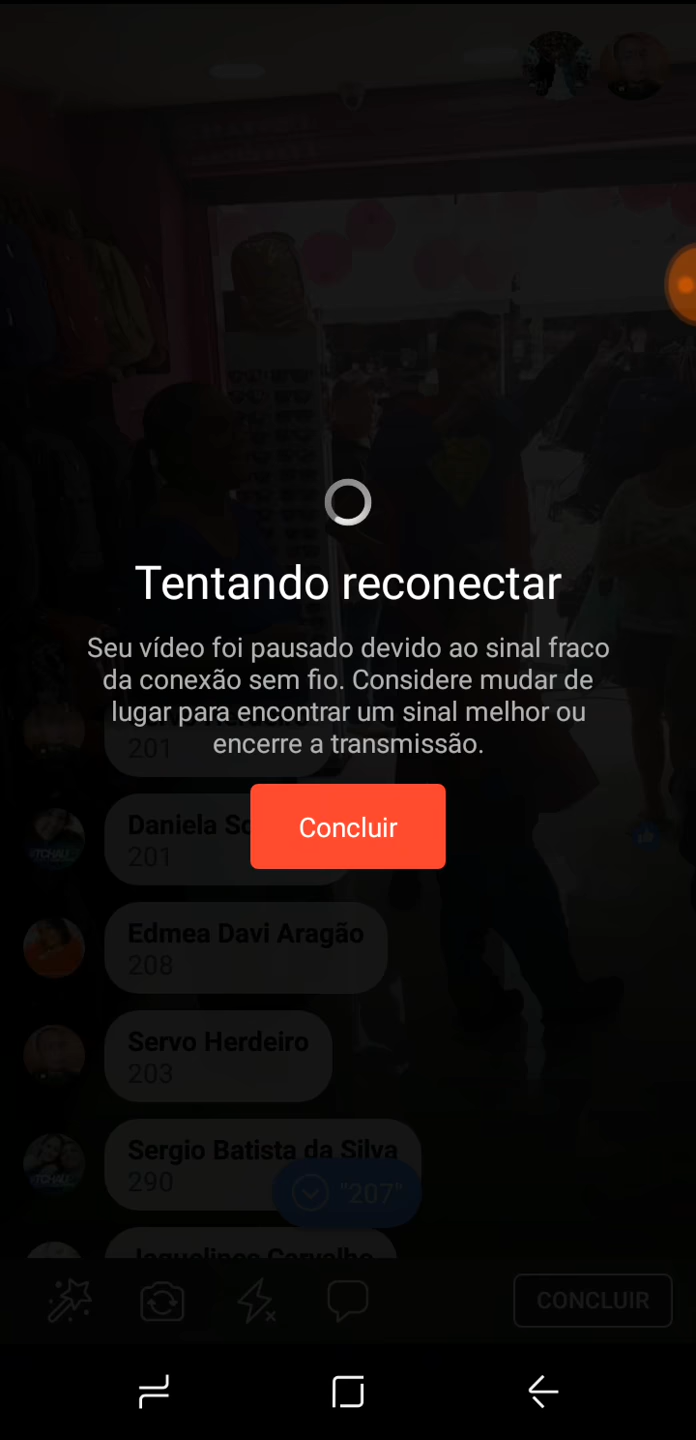 Tentando reconectar
Seu vídeo foi pausado devido ao sinal fraco
da conexão sem fio. Considere mudar de
lugar para encontrar um sinal melhor ou
encerre a transmissão.
201
Concluir
Daniela
201
Edmea Davi Aragão
208
Servo Herdeiro
203
Sergio Batista da Silva
290
"207"
Carvalho
CONCLUIR